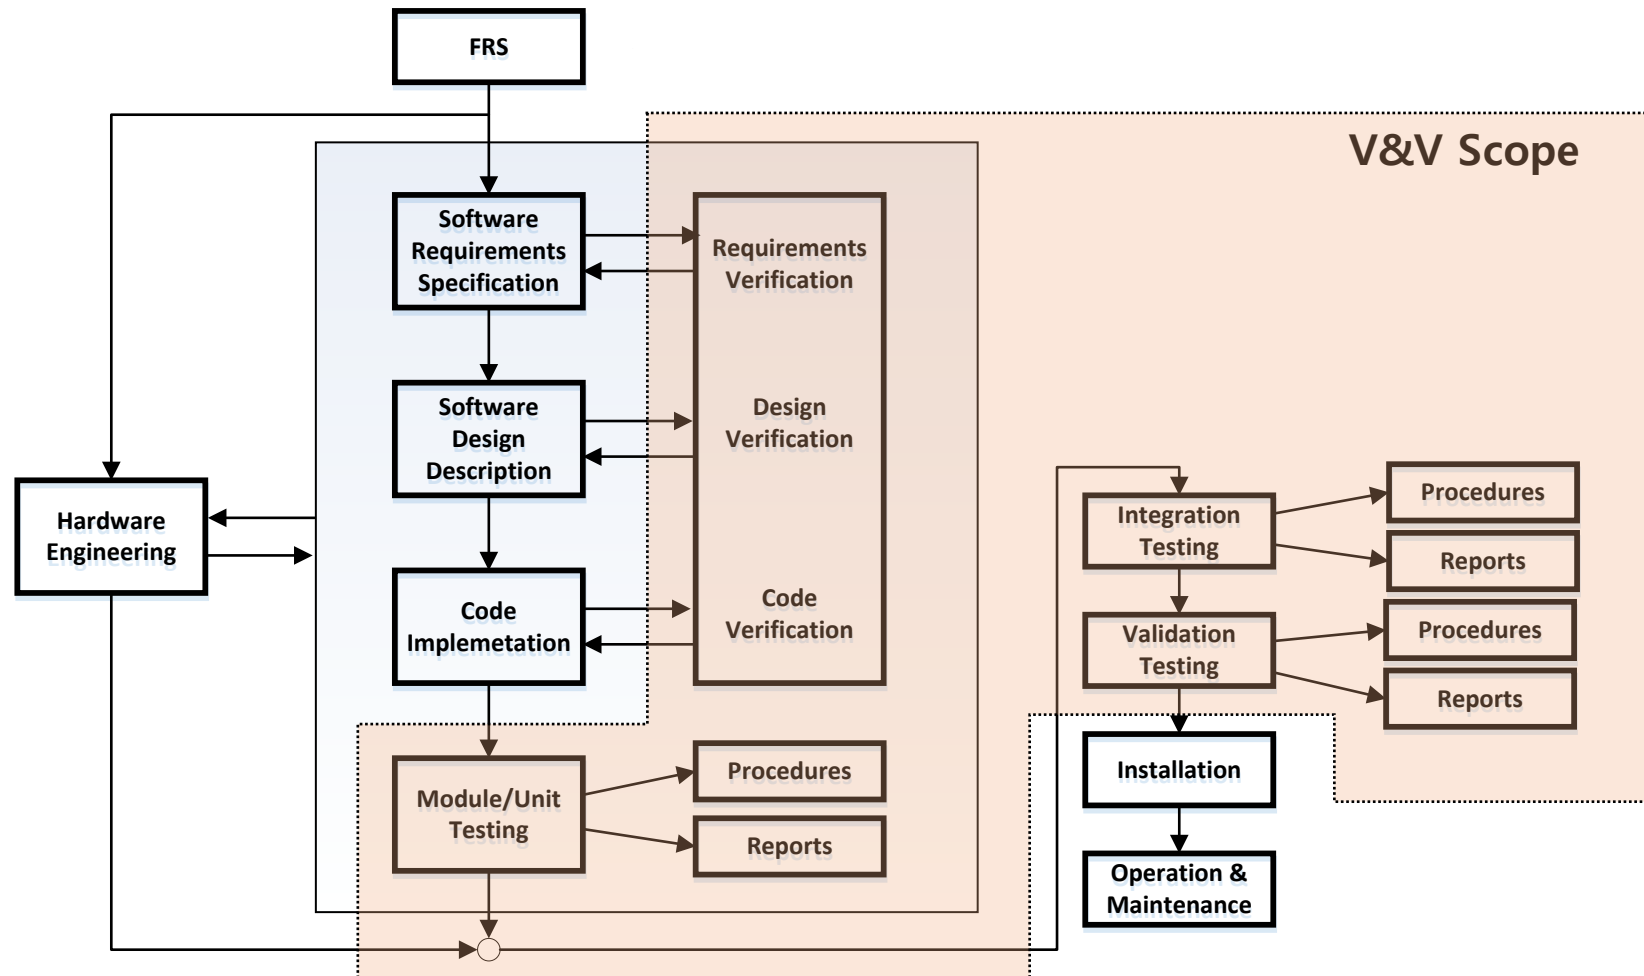 FRS
V&V Scope
Software
Requirements
Specification
Requirements
Verification
Software
Design
Description
Design
Verification
Hardware
Engineering
Code
Implemetation
Code
Verification
Module/Unit
Testing
Procedures
Reports
Integration
Testing
Procedures
Reports
Validation
Testing
Procedures
Reports
Installation
Operation &
Maintenance